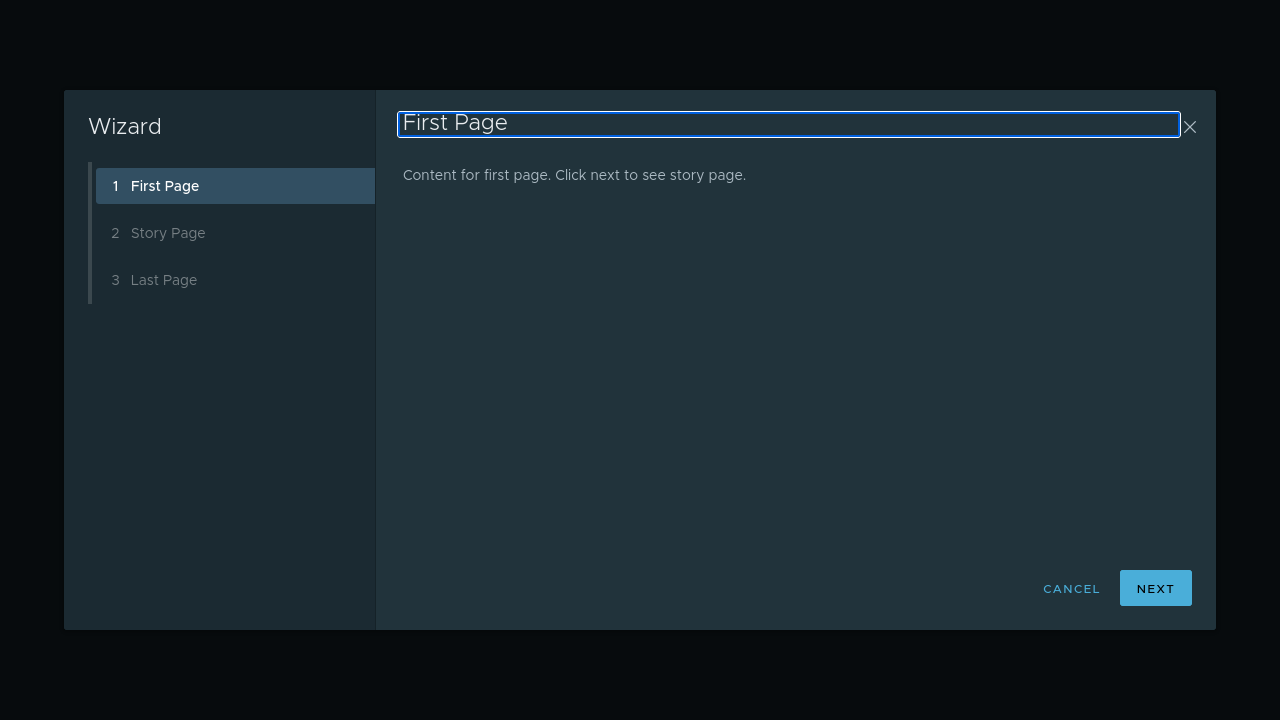 Wizard
1 First Page
2 Story Page
3 Last Page
First Page
Content for first page. Click next to see story page.
CANCEL
NEXT